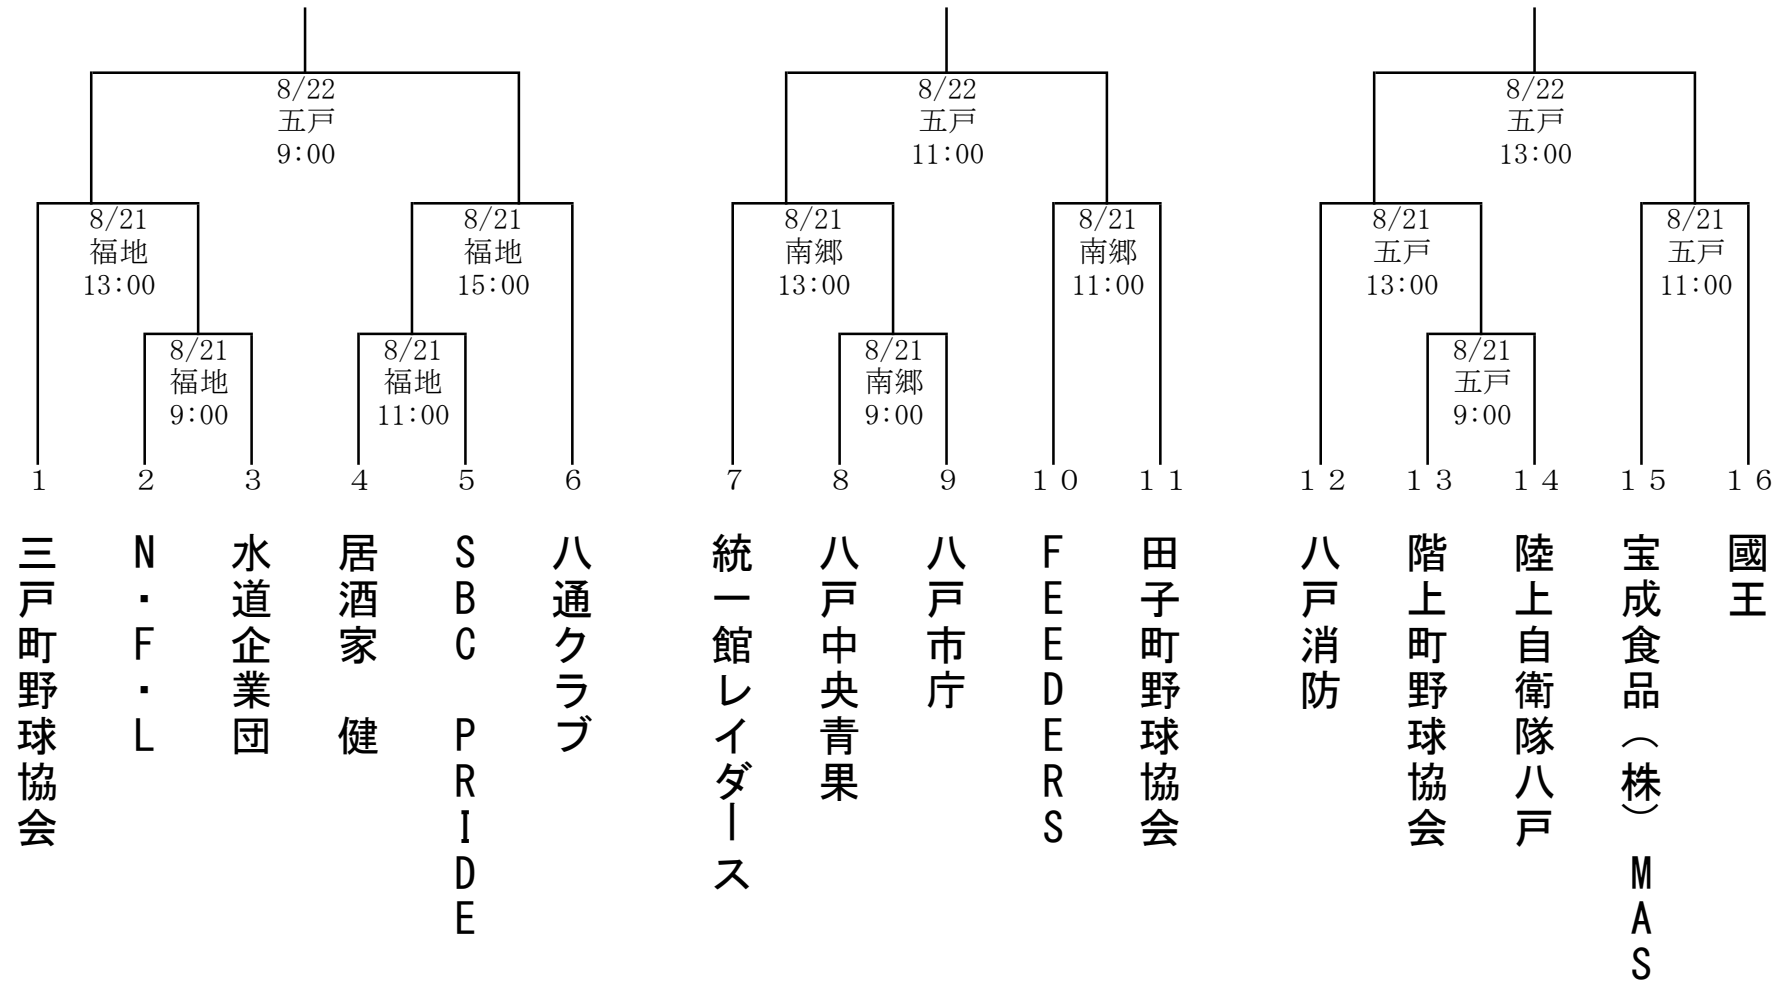 8/22
五戸
9:00
8/22
五戸
11:00
8/22
五戸
13:00
8/21
福地
13:00
8/21
福地
15:00
8/21
南郷
13:00
8/21
南郷
11:00
8/21
五戸
13:00
8/21
五戸
11:00
8/21
福地
9:00
8/21
福地
11:00
8/21
南郷
9:00
8/21
五戸
9:00
１
２
３
４
５
６
７
８
９
１０
１１
１２
１３
１４
１５
１６
三戸町野球協会
N・F・L
水道企業団
居酒家　健
SBC　PRIDE
八通クラブ
統一館レイダース
八戸中央青果
八戸市庁
FEEDERS
田子町野球協会
八戸消防
階上町野球協会
陸上自衛隊八戸
宝成食品（株）MAS
國王